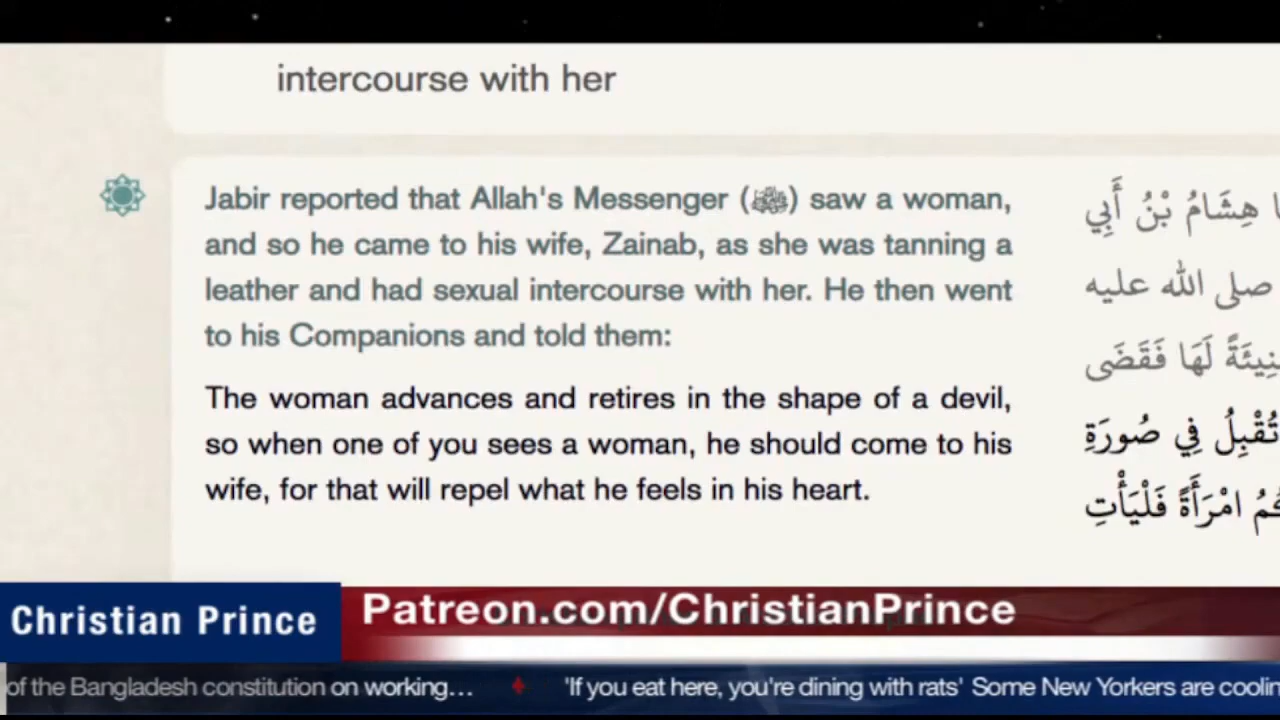 intercourse with her
Jabir reported that Allah's Messenger (ﷺ) saw a woman,
and so he came to his wife, Zainab, as she was tanning a
leather and had sexual intercourse with her. He then went
to his Companions and told them:
The woman advances and retires in the shape of a devil,
so when one of you sees a woman, he should come to his
wife, for that will repel what he feels in his heart.
هِشَامُ بْنُ أَبِي
صلى الله عليه
لَهَا فَقَضَى
تُقْبِلُ فِي صُورَةِ
امْرَأَةً فَلْيَأْتِ
Christian Prince
Patreon.com/ChristianPrince
of the Bangladesh constitution on working... 'If you eat here, you're dining with rats' Some New Yorkers are